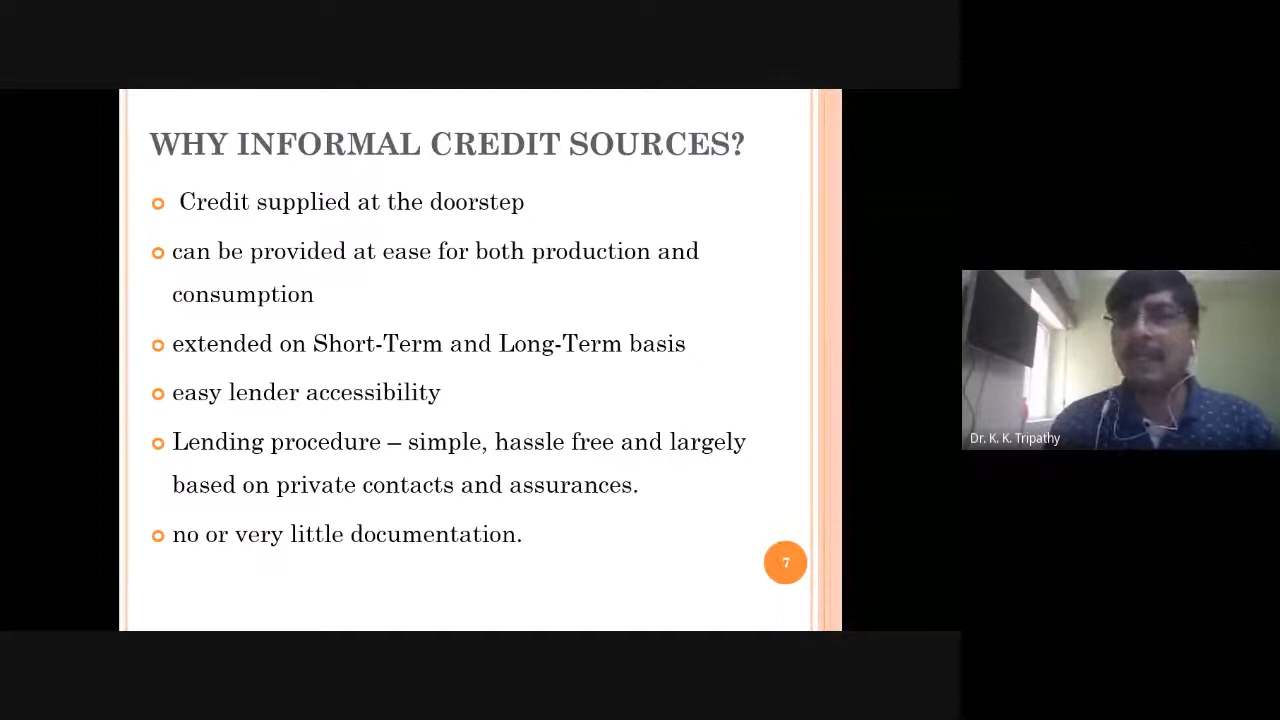 WHY INFORMAL CREDIT SOURCES?
Credit supplied at the doorstep
can be provided at ease for both production and
consumption
extended on Short-Term and Long-Term basis
easy lender accessibility
Lending procedure – simple, hassle free and largely
based on private contacts and assurances.
no or very little documentation.
7
Dr. K. K. Tripathy